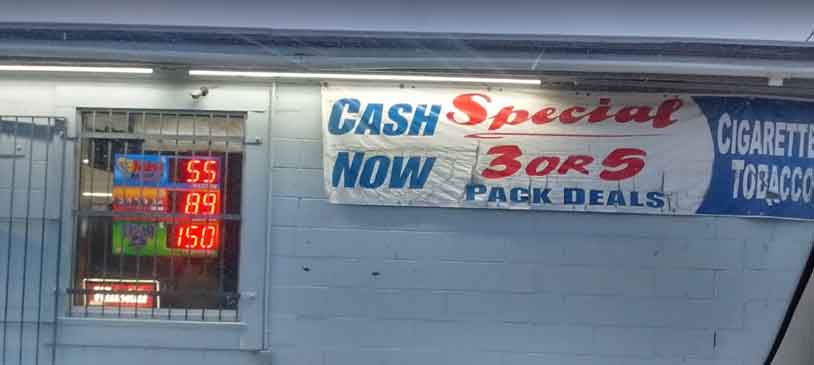 CASH Special
NOW 3 OR 5
PACK DEALS
CIGARETTE
TOBACCO
55
89
150